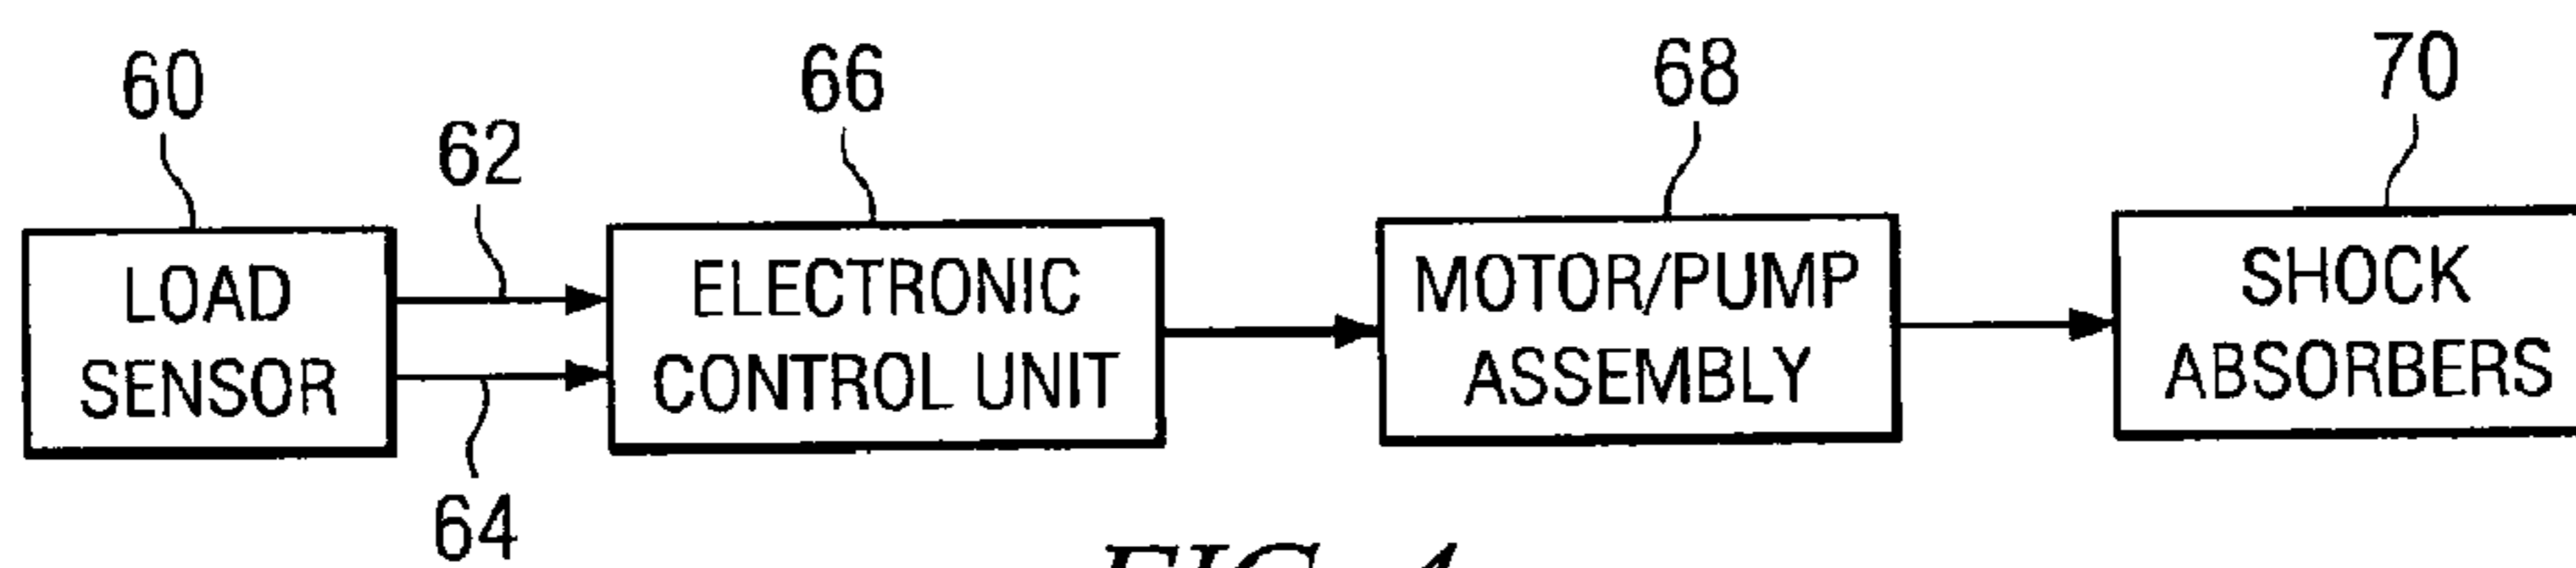 60
62
66
68
70
LOAD
SENSOR
ELECTRONIC
CONTROL UNIT
MOTOR/PUMP
ASSEMBLY
SHOCK
ABSORBERS
64